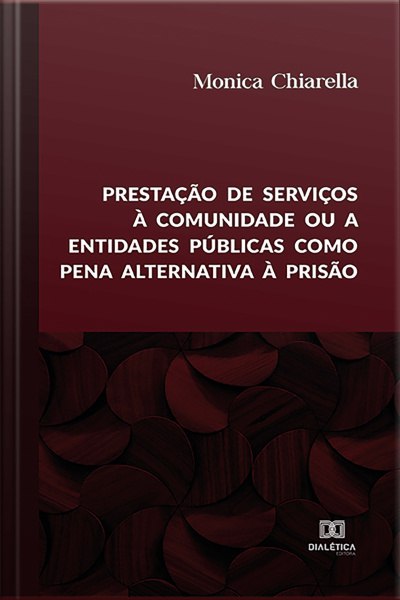 Monica Chiarella
PRESTAÇÃO DE SERVIÇOS
À COMUNIDADE OU A
ENTIDADES PÚBLICAS COMO
PENA ALTERNATIVA À PRISÃO
DIALÉTICA
EDITORA